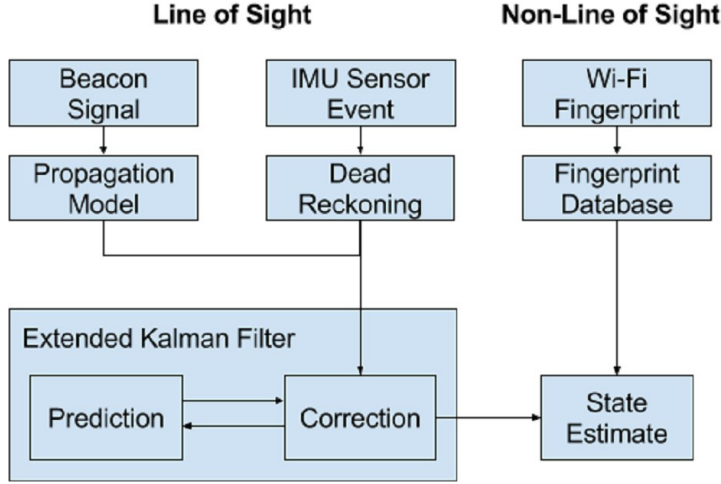 Line of Sight
Non-Line of Sight
Beacon
Signal
IMU Sensor
Event
Wi-Fi
Fingerprint
Propagation
Model
Dead
Reckoning
Fingerprint
Database
Extended Kalman Filter
Prediction
Correction
State
Estimate